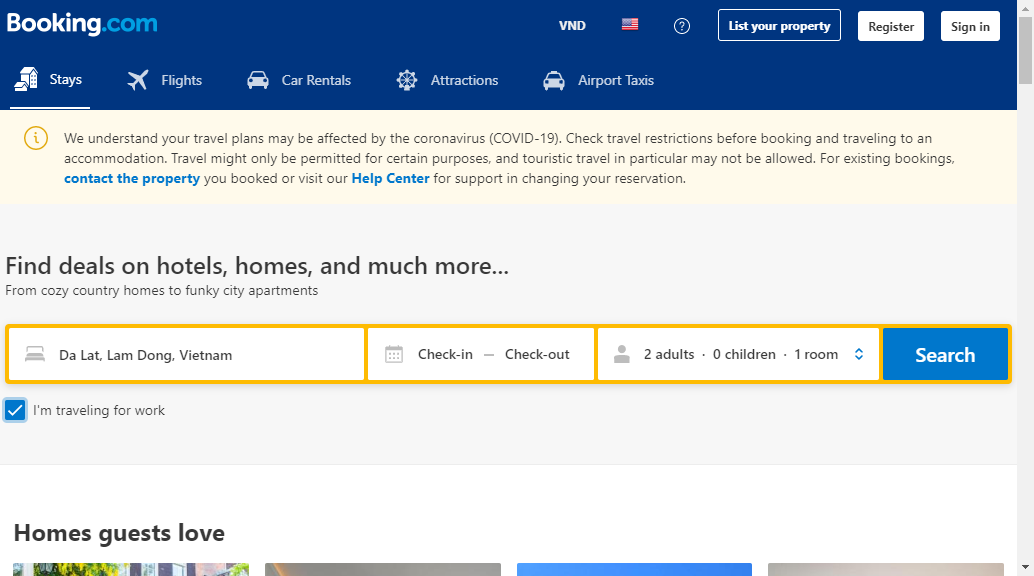 Booking.com
VND
List your property
Register
Sign in
Stays
Flights
Car Rentals
Attractions
Airport Taxis
We understand your travel plans may be affected by the coronavirus (COVID-19). Check travel restrictions before booking and traveling to an
accommodation. Travel might only be permitted for certain purposes, and touristic travel in particular may not be allowed. For existing bookings,
contact the property you booked or visit our Help Center for support in changing your reservation.
Find deals on hotels, homes, and much more...
From cozy country homes to funky city apartments
Da Lat, Lam Dong, Vietnam
Check-in — Check-out
2 adults · 0 children · 1 room
Search
I'm traveling for work
Homes guests love